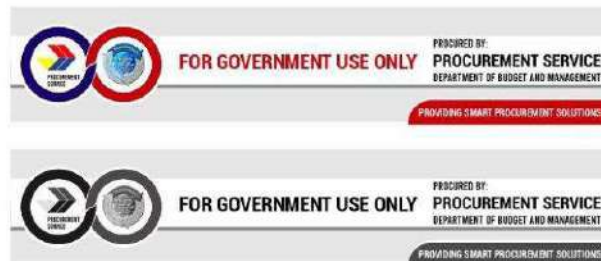 PROCUREMENT
SERVICE
FOR GOVERNMENT USE ONLY
PROCURED BY:
PROCUREMENT SERVICE
DEPARTMENT OF BUDGET AND MANAGEMENT
PROVIDING SMART PROCUREMENT SOLUTIONS
PROCUREMENT
SERVICE
FOR GOVERNMENT USE ONLY
PROCURED BY:
PROCUREMENT SERVICE
DEPARTMENT OF BUDGET AND MANAGEMENT
PROVIDING SMART PROCUREMENT SOLUTIONS